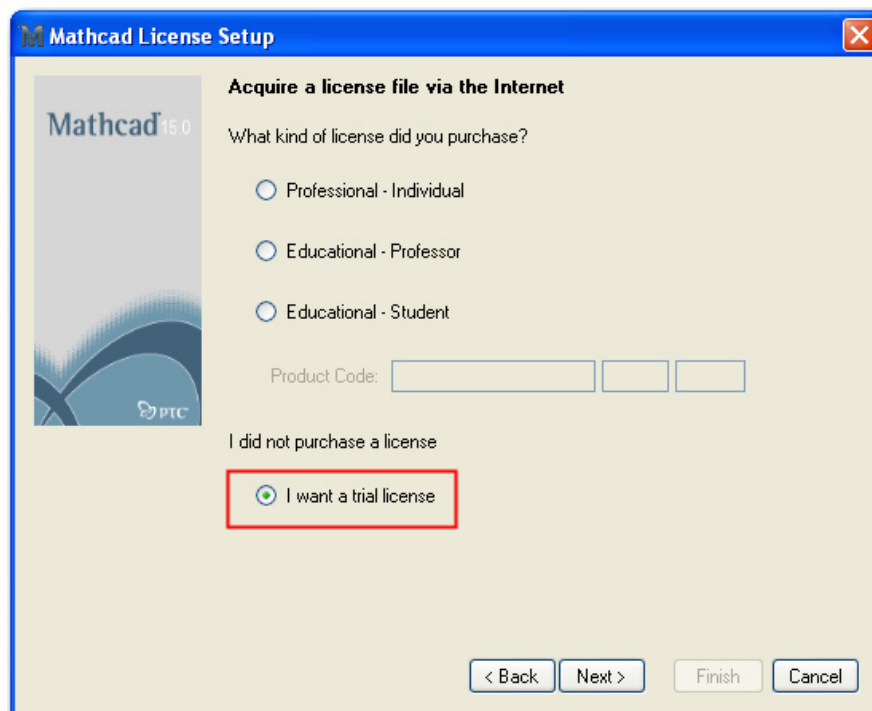 Mathcad License Setup
Mathcad 15.0
PTC
Acquire a license file via the Internet
What kind of license did you purchase?
Professional - Individual
Educational - Professor
Educational - Student
Product Code:
I did not purchase a license
I want a trial license
< Back Next > Finish Cancel